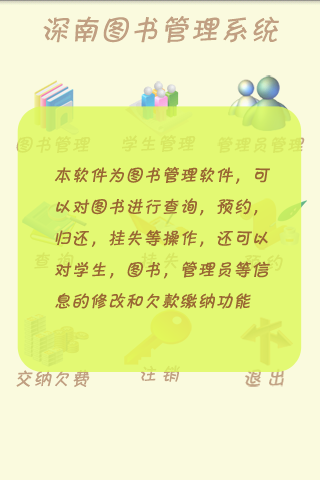 深南图书管理系统
图书管理
学生管理
管理员管理
本软件为图书管理软件，可
以对图书进行查询，预约，
归还，挂失等操作，还可以
对学生，图书，管理员等信
息的修改和欠款缴纳功能
查询
挂失
预约
交纳欠费
注销
退出